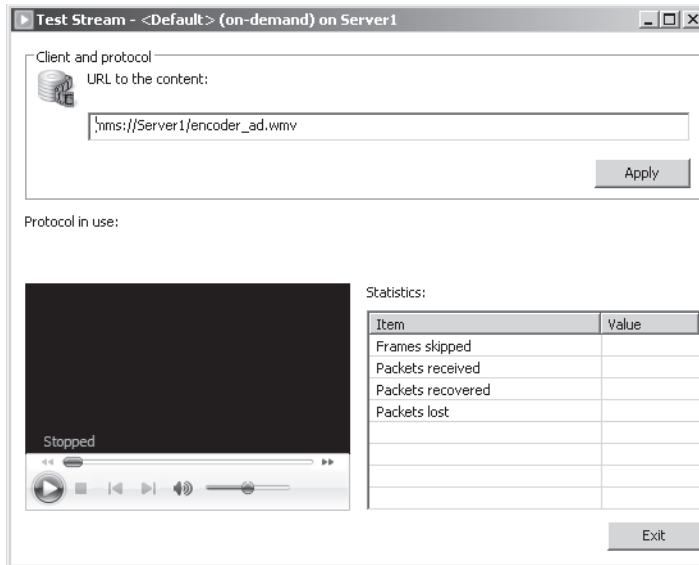 Test Stream - <Default> (on-demand) on Server1
Client and protocol
URL to the content:
mms://Server1/encoder_ad.wmv
Apply
Protocol in use:
Statistics:
Item Value
Frames skipped
Packets received
Packets recovered
Packets lost
Stopped
Exit